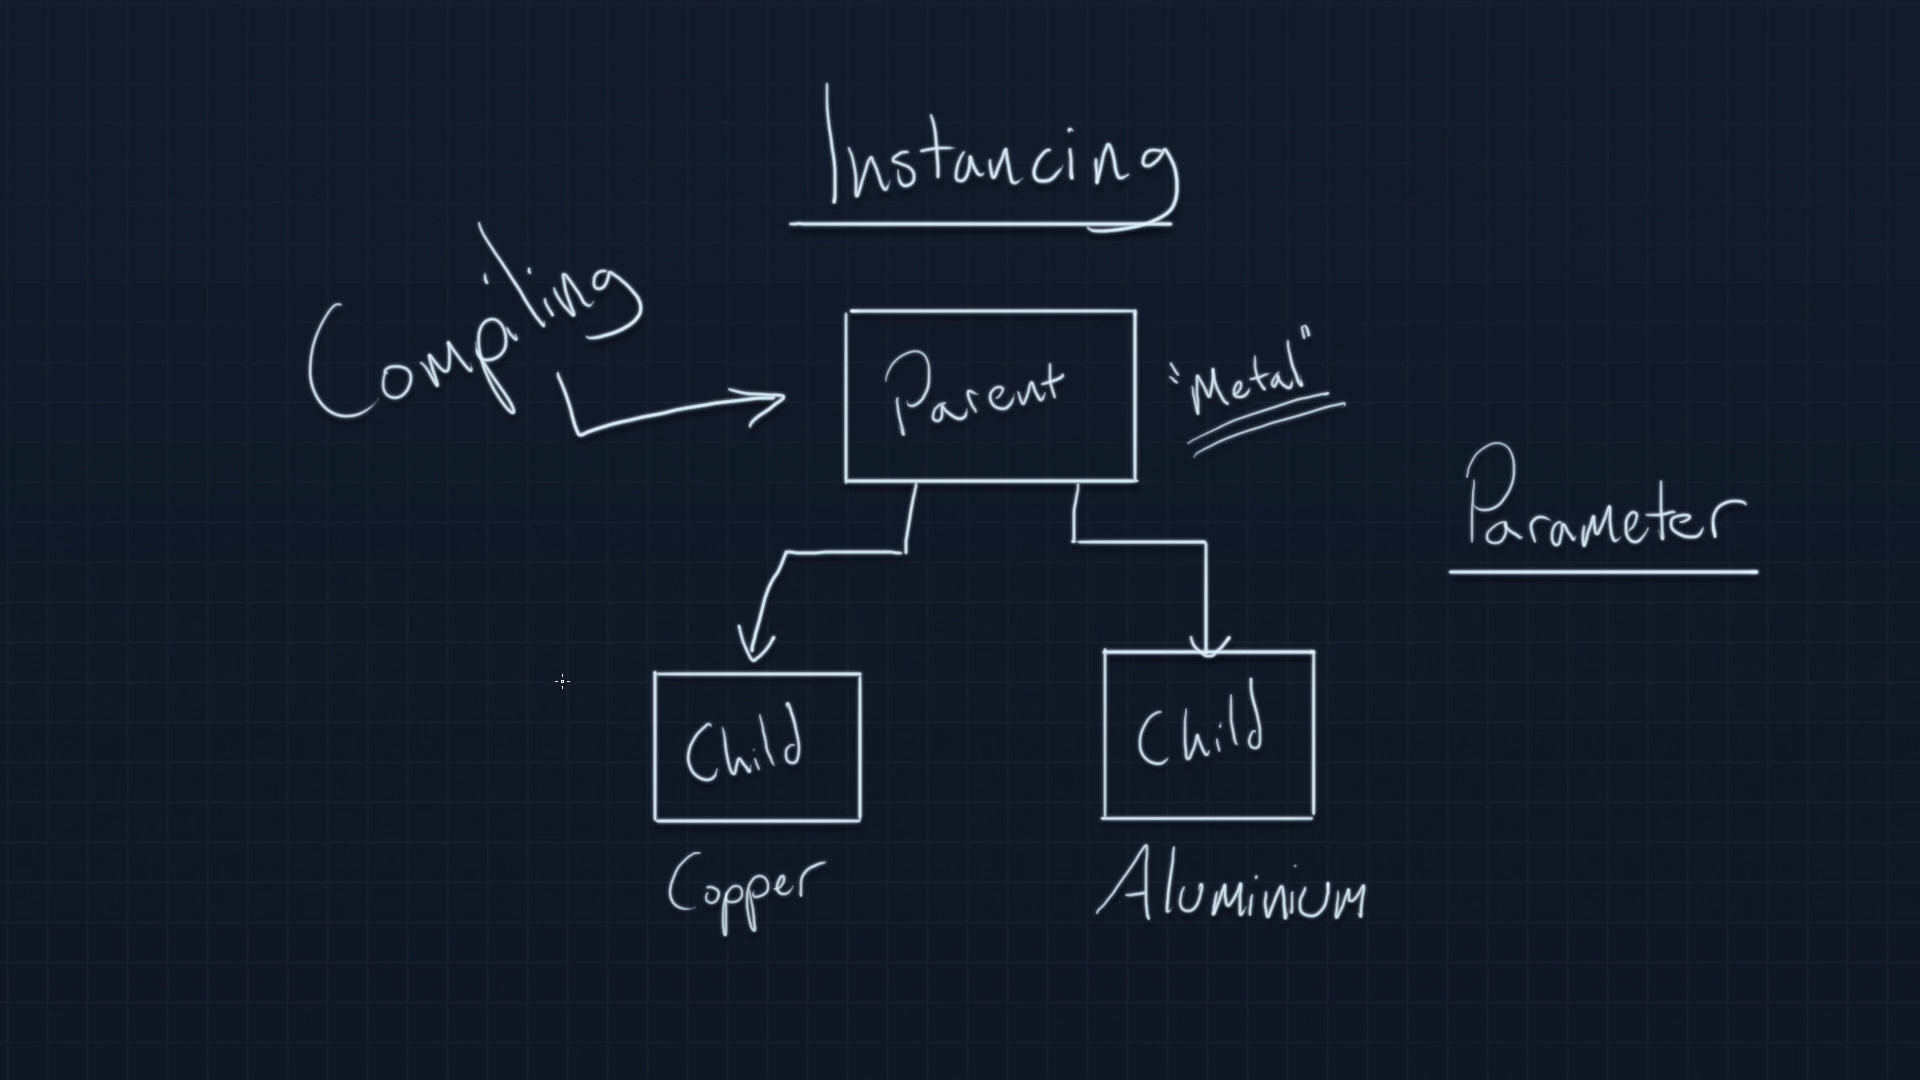 Instancing
Compiling
Parent
"Metal"
Parameter
Child
Child
Copper
Aluminium